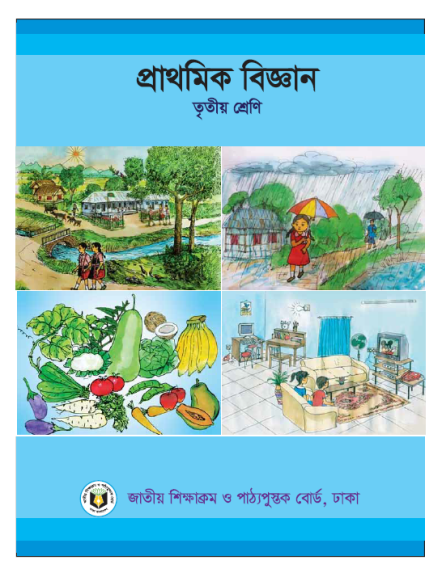 প্রাথমিক বিজ্ঞান
তৃতীয় শ্রেণি
জাতীয় শিক্ষাক্রম ও পাঠ্যপুস্তক বোর্ড, ঢাকা